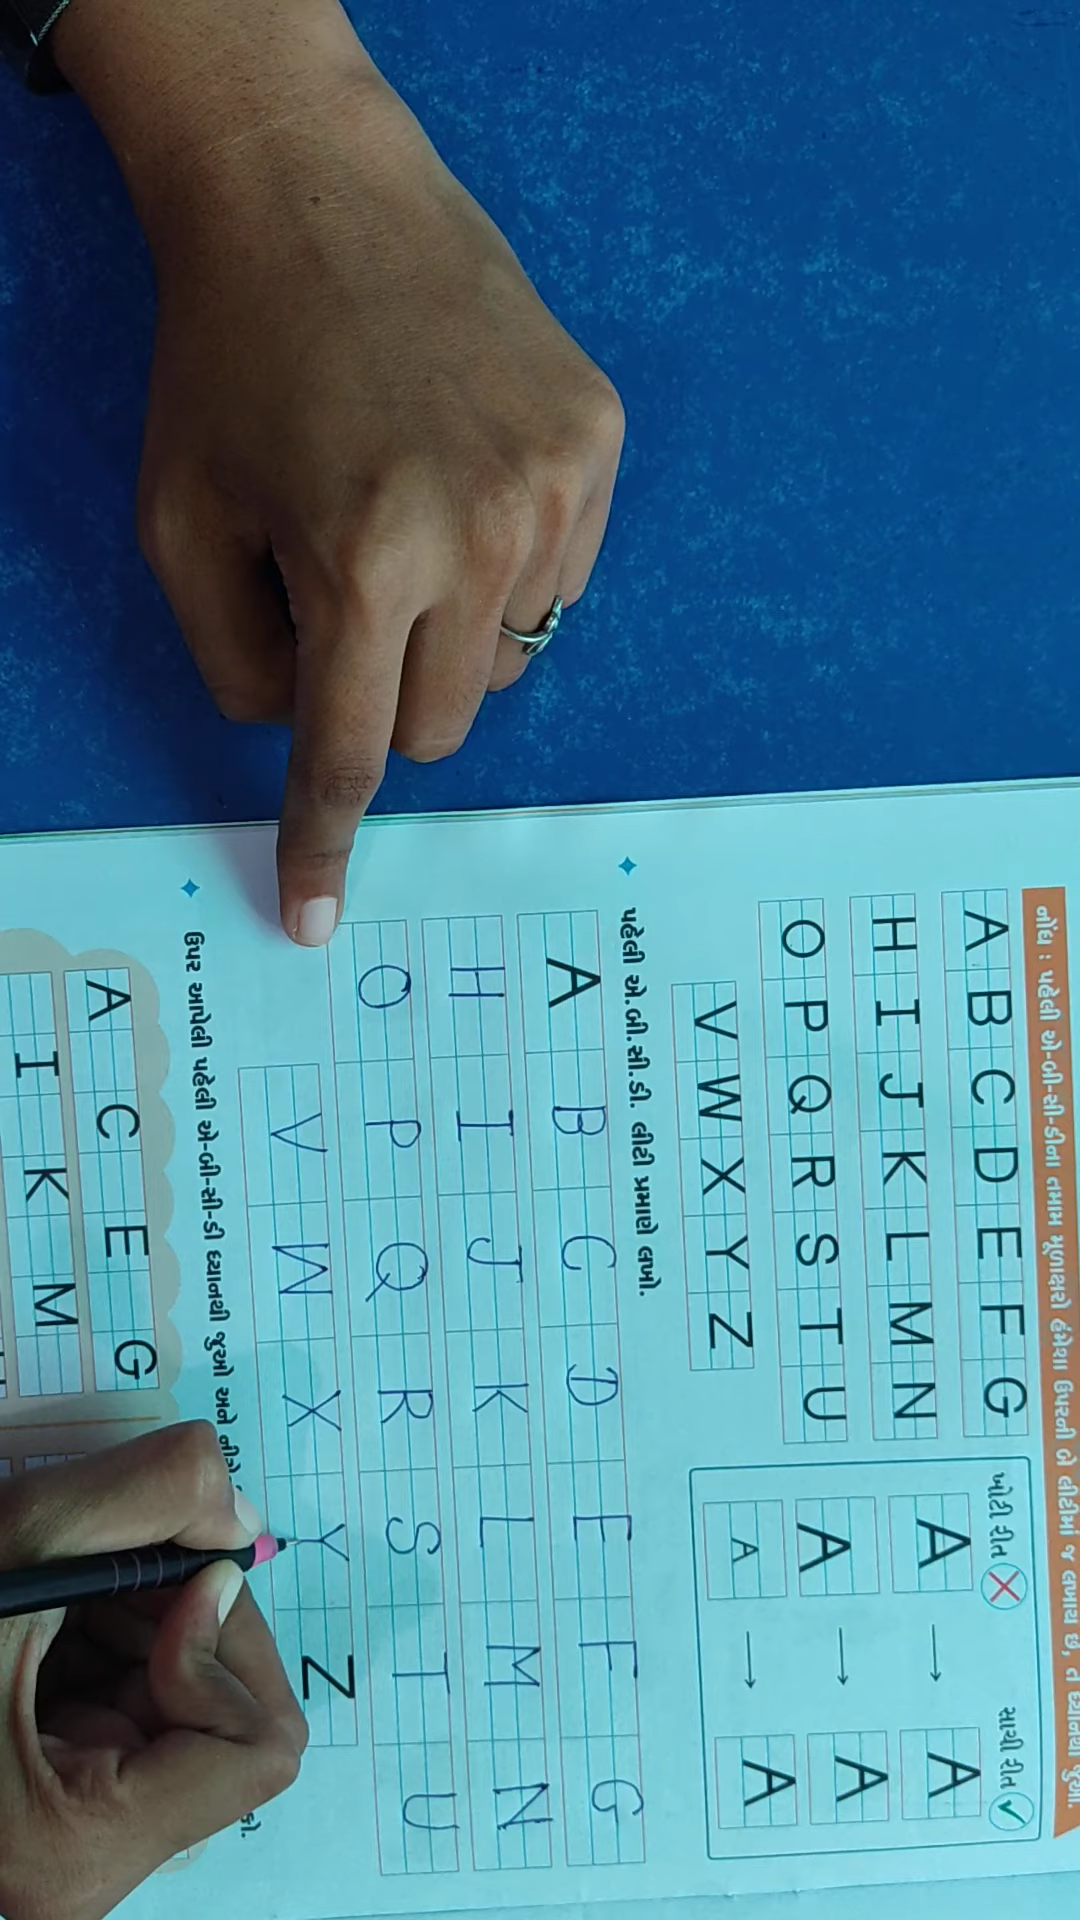 નોંધ : પહેલી એ-બી-સી-ડીના તમામ મૂળાક્ષરો હંમેશા ઉપરની બે લીટીમાં જ લખાય છે, તે ધ્યાનથી જુઓ.
A B C D E F G
H I J K L M N
O P Q R S T U
V W X Y Z
ખોટી રીત સાચી રીત
A → A
A → A
A → A
પહેલી એ.બી.સી.ડી. લીટી પ્રમાણે લખો.
A B C D E F G
H I J K L M N
O P Q R S T U
V W X Y Z
ઉપર આપેલી પહેલી એ-બી-સી-ડી ધ્યાનથી જુઓ અને
A C E G
I K M